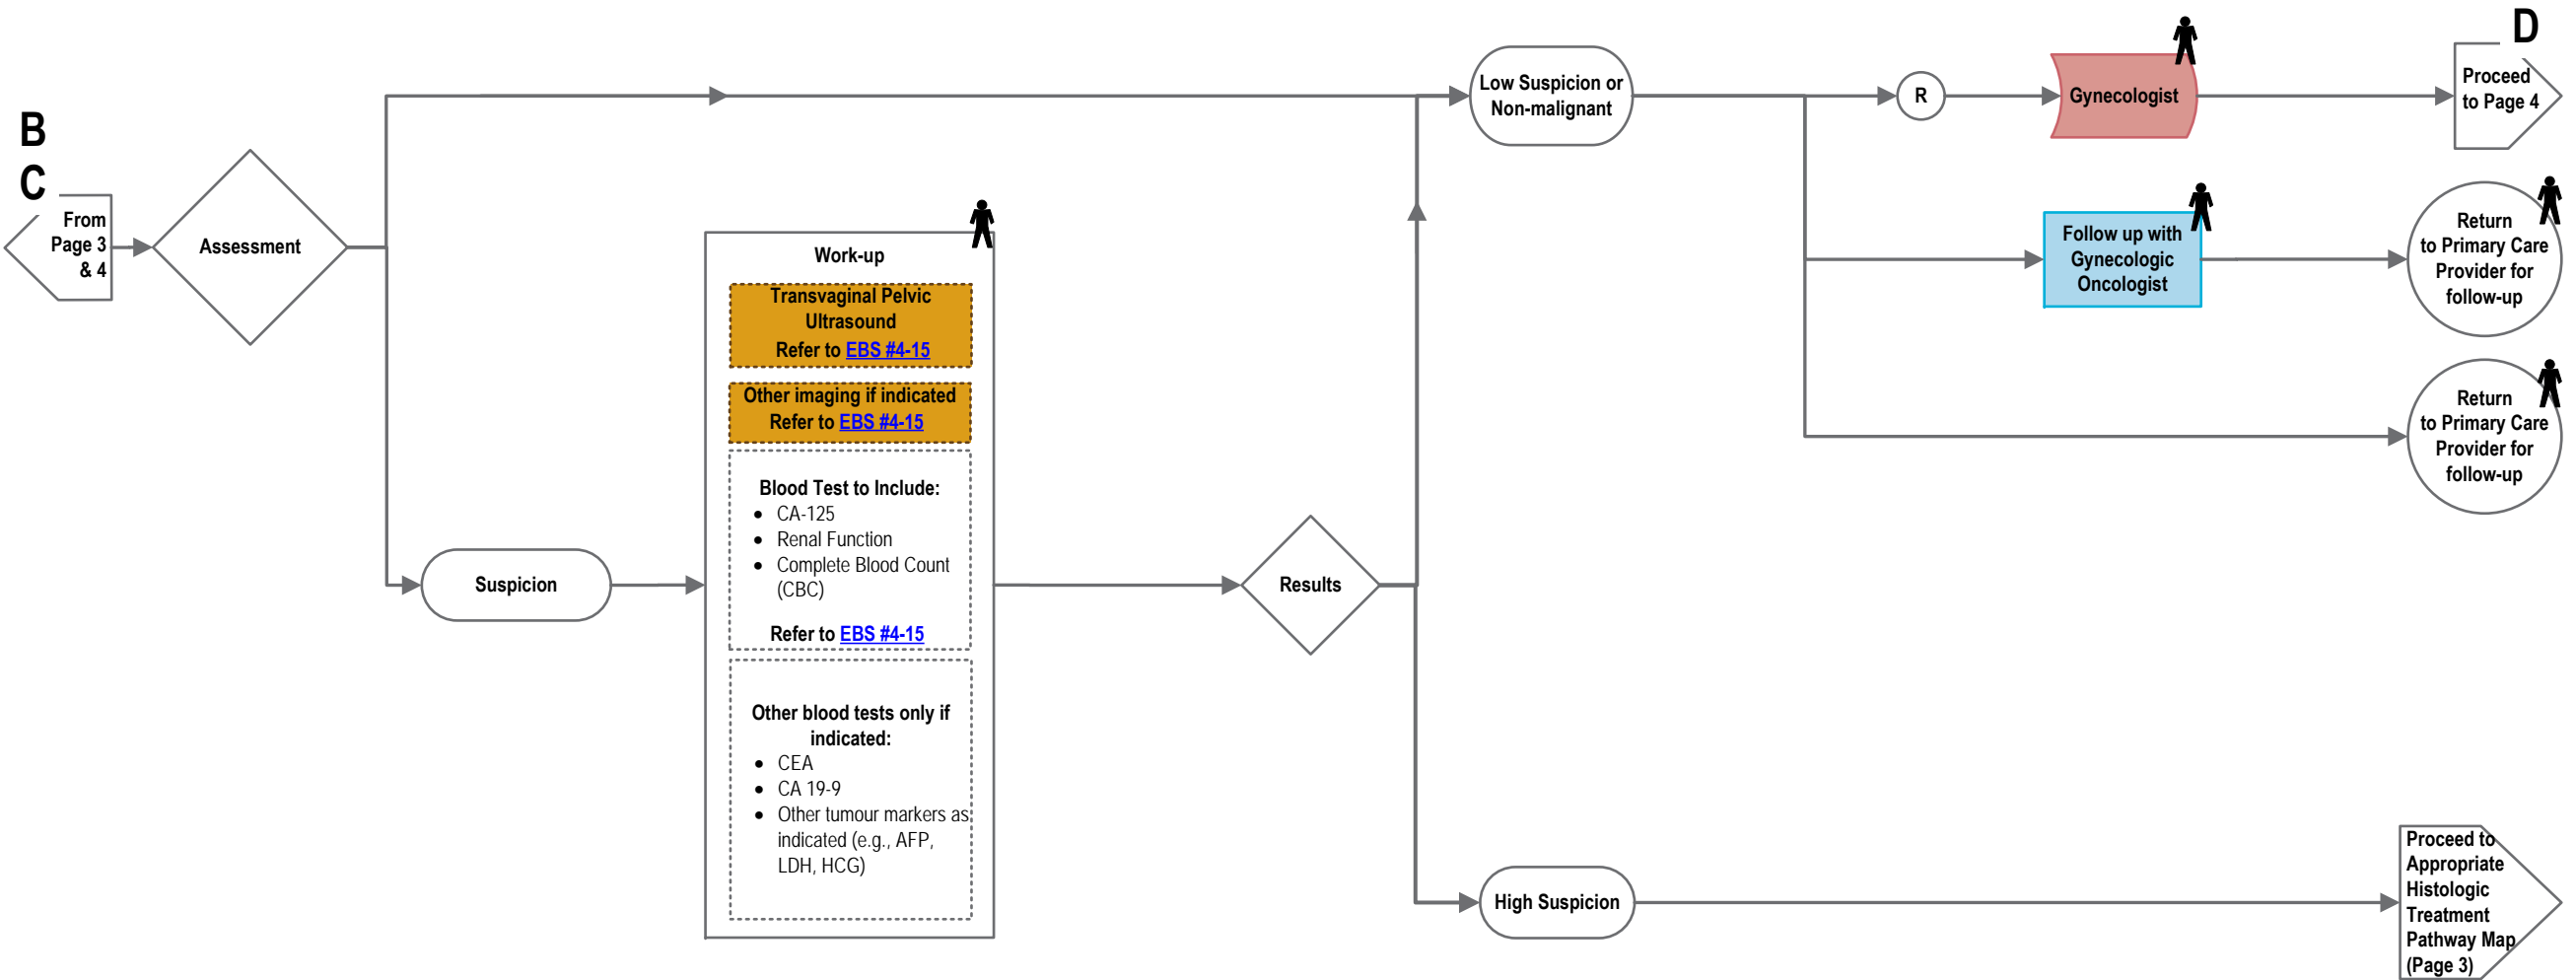 B
C
From
Page 3
& 4
Assessment
Suspicion
Work-up
Transvaginal Pelvic
Ultrasound
Refer to EBS #4-15
Other imaging if indicated
Refer to EBS #4-15
Blood Test to Include:
• CA-125
• Renal Function
• Complete Blood Count
(CBC)
Refer to EBS #4-15
Other blood tests only if
indicated:
• CEA
• CA 19-9
• Other tumour markers as
indicated (e.g., AFP,
LDH, HCG)
Results
Low Suspicion or
Non-malignant
R
Gynecologist
D
Proceed
to Page 4
Follow up with
Gynecologic
Oncologist
Return
to Primary Care
Provider for
follow-up
Return
to Primary Care
Provider for
follow-up
High Suspicion
Proceed to
Appropriate
Histologic
Treatment
Pathway Map
(Page 3)